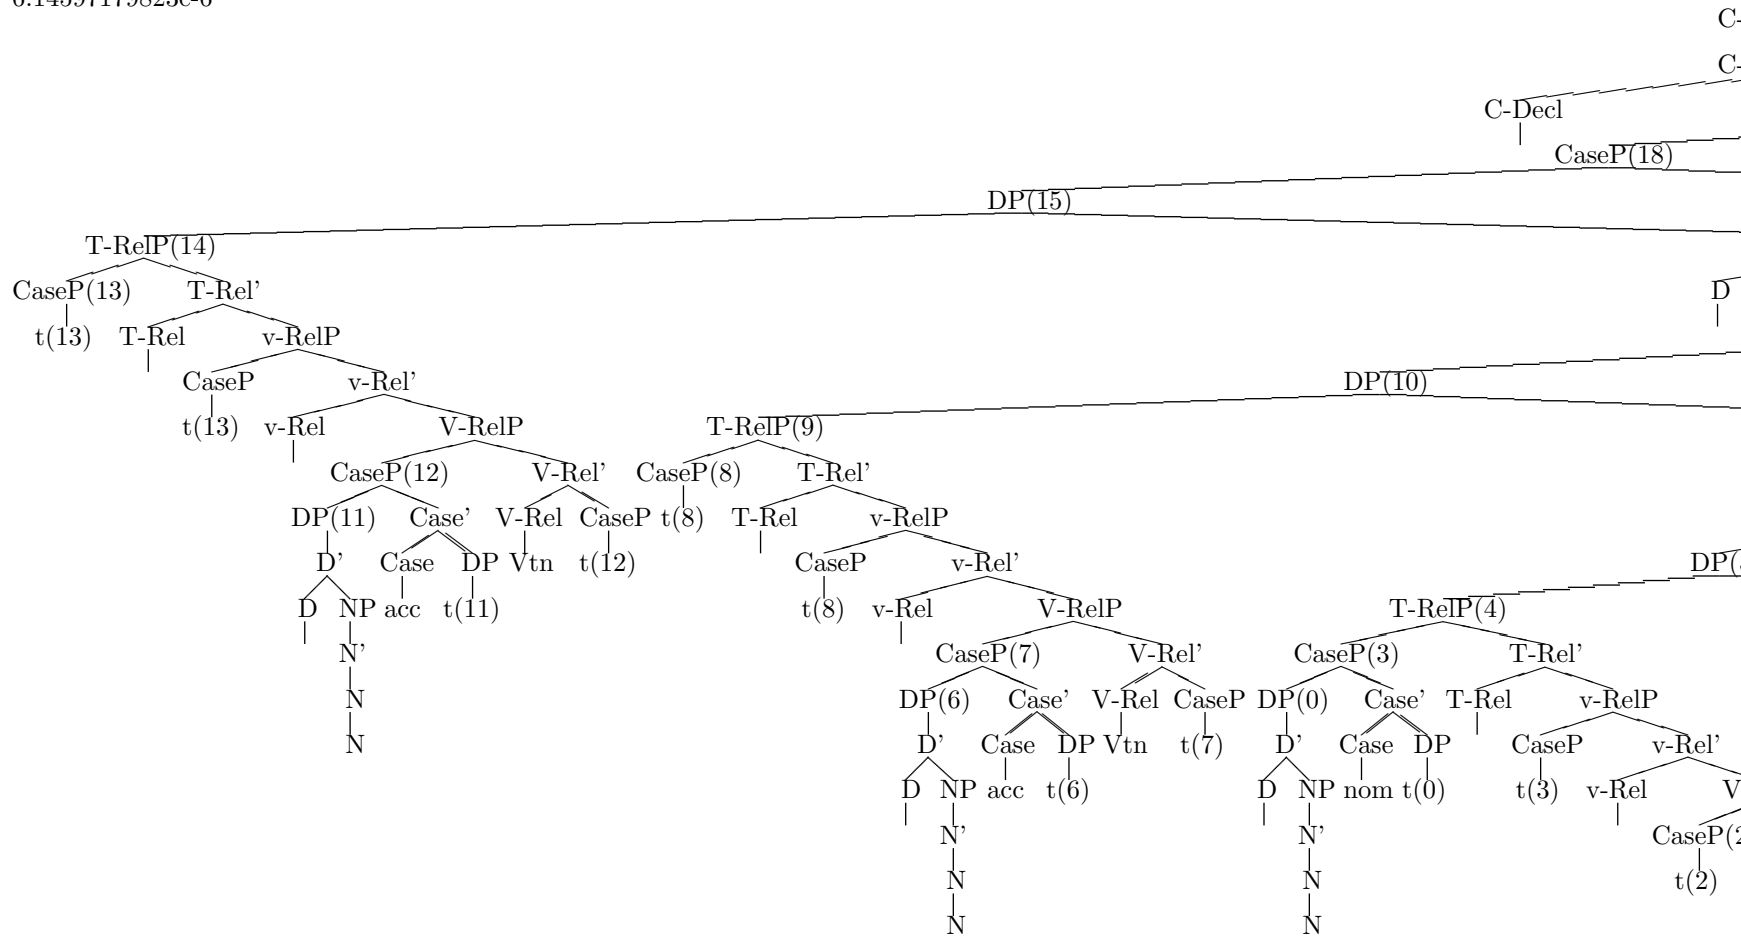 C-
C-
C-Decl
CaseP(18)
DP(15)
T-RelP(14)
CaseP(13) T-Rel' D
t(13) T-Rel v-RelP
CaseP v-Rel' DP(10)
t(13) v-Rel V-RelP T-RelP(9)
CaseP(12) V-Rel' CaseP(8) T-Rel'
DP(11) Case' V-Rel CaseP t(8) T-Rel v-RelP
D' Case DP Vtn t(12) CaseP v-Rel' DP(
D NP acc t(11) t(8) v-Rel V-RelP T-RelP(4)
N' CaseP(7) V-Rel' CaseP(3) T-Rel'
N DP(6) Case' V-Rel CaseP DP(0) Case' T-Rel v-RelP
N D' Case DP Vtn t(7) D' Case DP CaseP v-Rel'
D NP acc t(6) D NP nom t(0) t(3) v-Rel V
N' N' CaseP(2
N N t(2)
N N